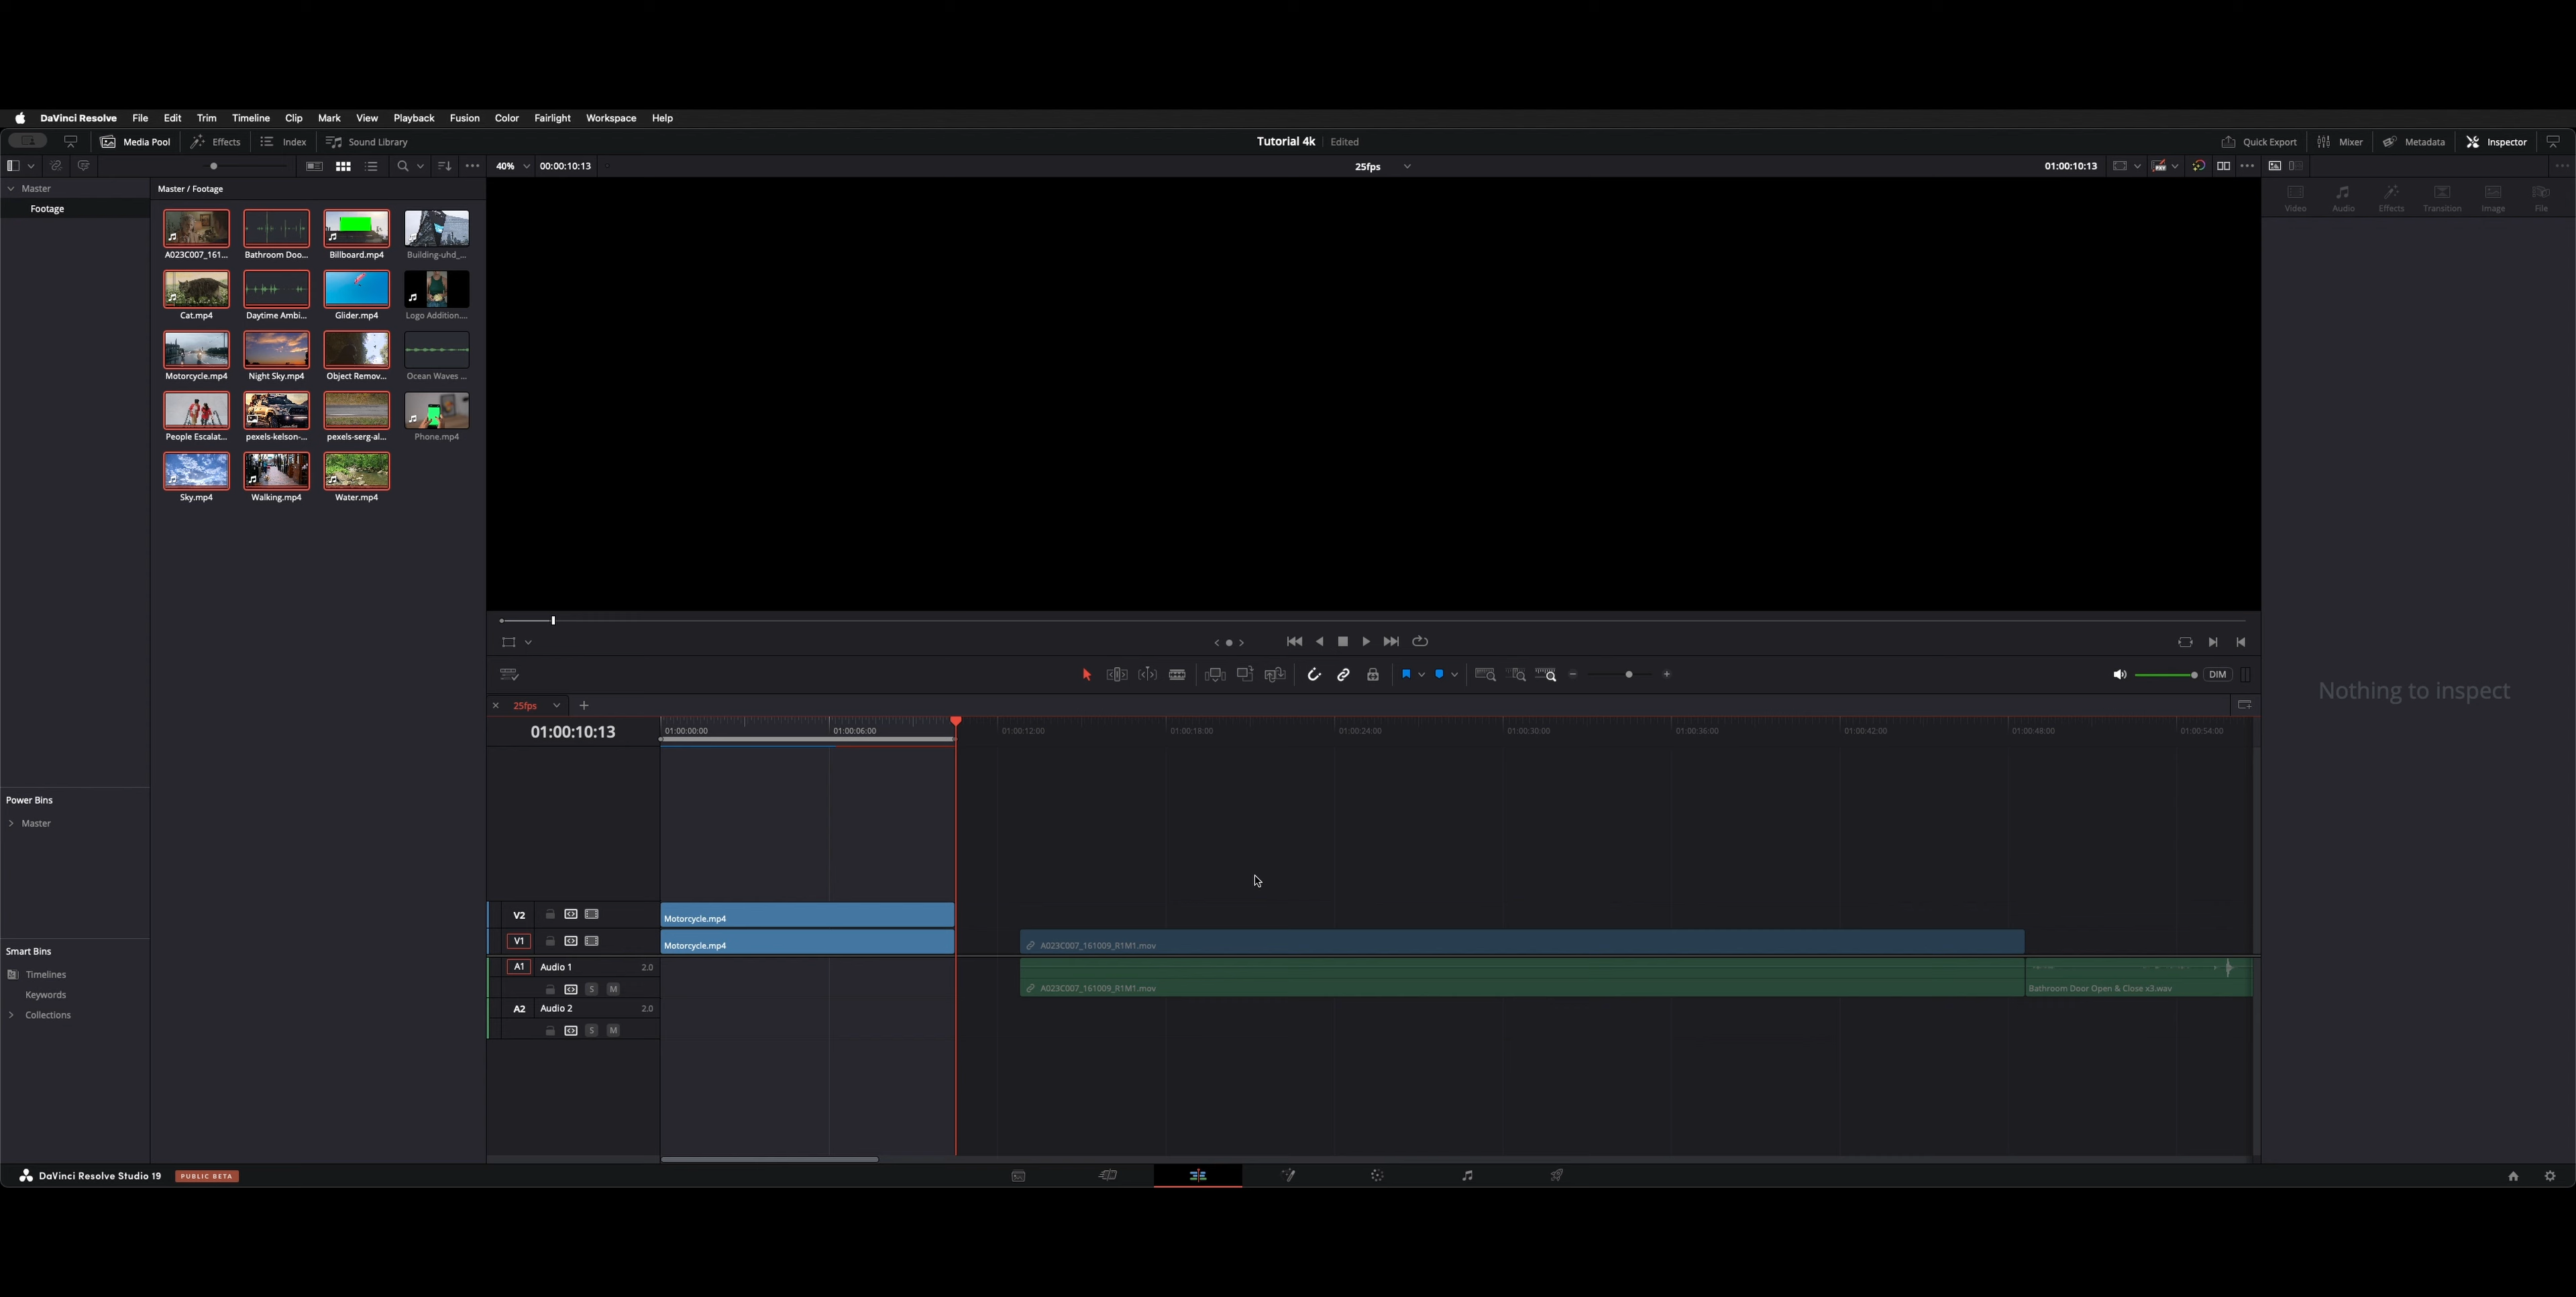 DaVinci Resolve File Edit Trim Timeline Clip Mark View Playback Fusion Color Fairlight Workspace Help
Media Pool Effects Index Sound Library Tutorial 4k Edited Quick Export Mixer Metadata Inspector
40% 00:00:10:13 25fps 01:00:10:13
Master Master / Footage
Footage
Video Audio Effects Transition Image File
A023C007_161... Bathroom Doo... Billboard.mp4 Building-uhd_...
Cat.mp4 Daytime Ambi... Glider.mp4 Logo Addition....
Motorcycle.mp4 Night Sky.mp4 Object Remov... Ocean Waves ...
People Escalat... pexels-kelson-... pexels-serg-al... Phone.mp4
Sky.mp4 Walking.mp4 Water.mp4
DIM
Nothing to inspect
25fps
01:00:10:13 01:00:00:00 01:00:06:00 01:00:12:00 01:00:18:00 01:00:24:00 01:00:30:00 01:00:36:00 01:00:42:00 01:00:48:00 01:00:54:00
Power Bins
Master
V2 Motorcycle.mp4
V1 Motorcycle.mp4 A023C007_161009_R1M1.mov
Smart Bins
A1 Audio 1 2.0
Timelines
S M A023C007_161009_R1M1.mov Bathroom Door Open & Close x3.wav
Keywords
A2 Audio 2 2.0
Collections
S M
DaVinci Resolve Studio 19 PUBLIC BETA